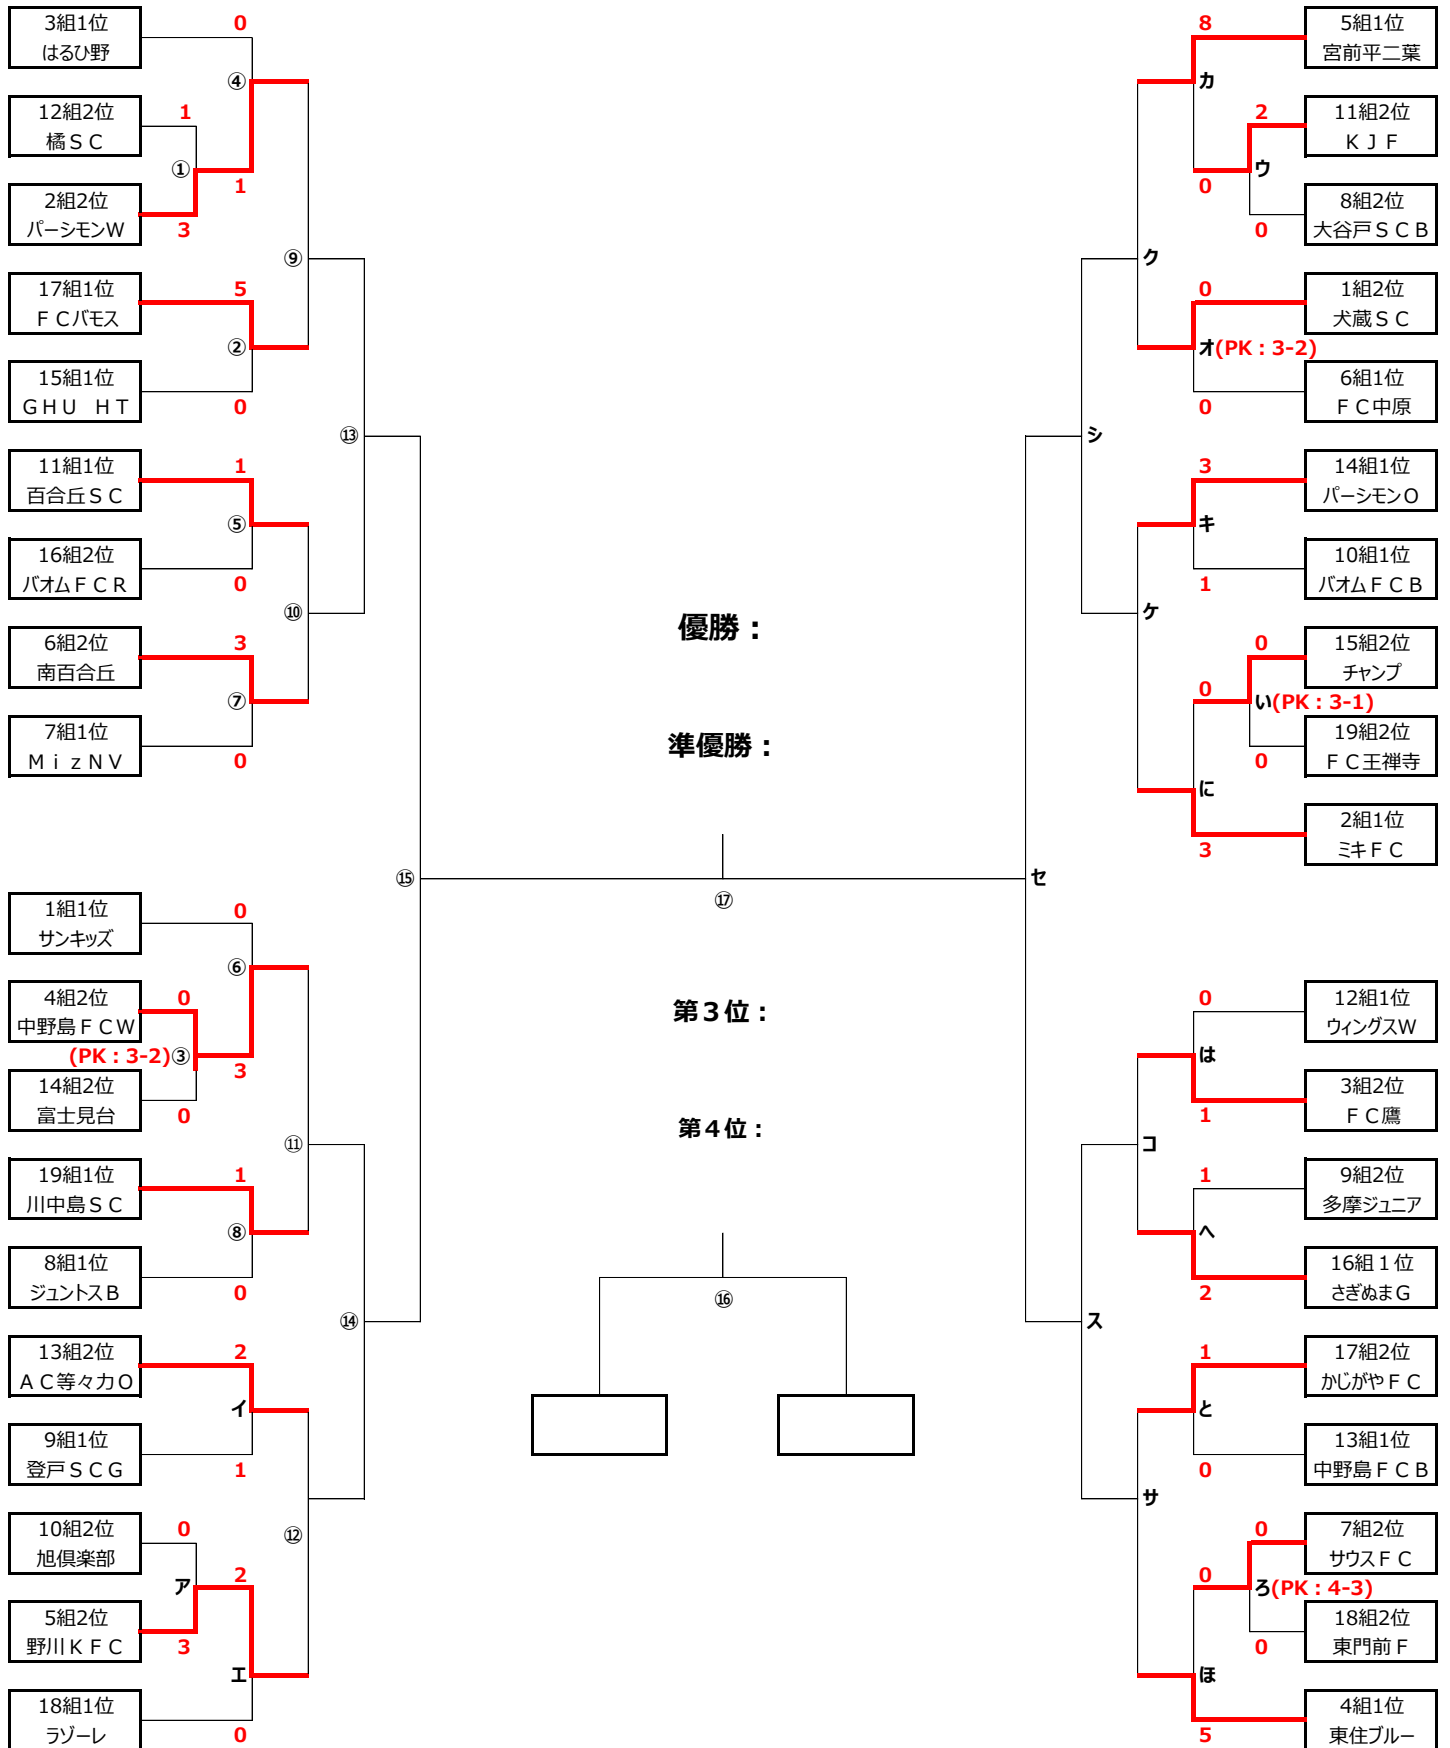 3組1位
はるひ野
0
④
12組2位
橘ＳＣ
1
①
1
2組2位
パーシモンW
3
⑨
17組1位
ＦＣバモス
5
②
15組1位
ＧＨＵ　ＨＴ
0
⑬
11組1位
百合丘ＳＣ
1
⑤
16組2位
バオムＦＣＲ
0
⑩
6組2位
南百合丘
3
⑦
7組1位
ＭｉｚＮＶ
0
⑮
1組1位
サンキッズ
0
⑥
4組2位
中野島ＦＣＷ
0
(PK：3-2)③
3
14組2位
富士見台
0
⑪
19組1位
川中島ＳＣ
1
⑧
8組1位
ジュントスＢ
0
⑭
13組2位
ＡＣ等々力Ｏ
2
イ
9組1位
登戸ＳＣＧ
1
⑫
10組2位
旭倶楽部
0
ア
2
5組2位
野川ＫＦＣ
3
エ
18組1位
ラゾーレ
0
優勝：
準優勝：
⑰
第３位：
第４位：
⑯
8
5組1位
宮前平二葉
カ
2
11組2位
ＫＪＦ
ウ
0
8組2位
大谷戸ＳＣＢ
0
ク
0
1組2位
犬蔵ＳＣ
オ(PK：3-2)
6組1位
ＦＣ中原
0
シ
3
14組1位
パーシモンＯ
キ
10組1位
バオムＦＣＢ
1
ケ
0
15組2位
チャンプ
0
い(PK：3-1)
19組2位
ＦＣ王禅寺
0
に
2組1位
ミキＦＣ
3
セ
0
12組1位
ウィングスW
は
3組2位
ＦＣ鷹
1
コ
1
9組2位
多摩ジュニア
へ
16組１位
さぎぬまＧ
2
ス
1
17組2位
かじがやＦＣ
と
13組1位
中野島ＦＣＢ
0
サ
0
7組2位
サウスＦＣ
0
ろ(PK：4-3)
18組2位
東門前Ｆ
0
ほ
4組1位
東住ブルー
5